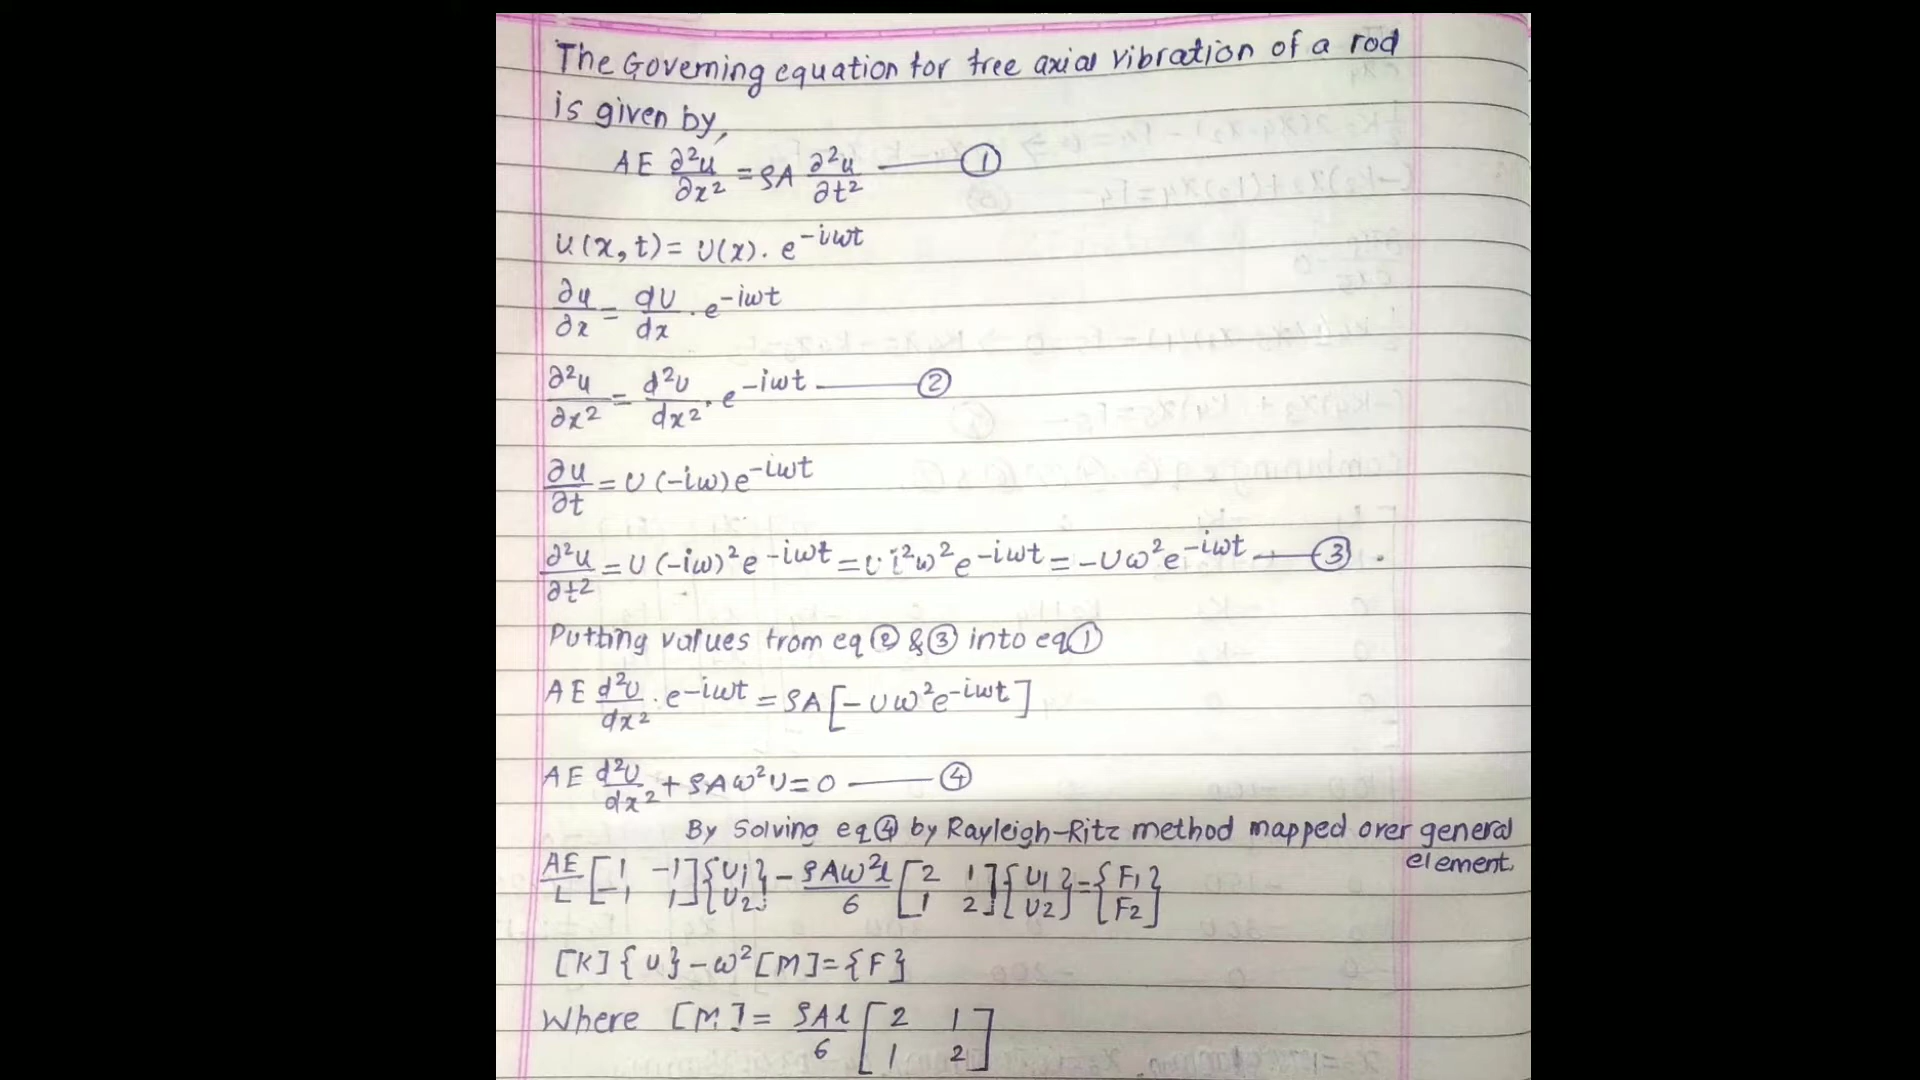 The Governing equation for free axial vibration of a rod
is given by,
AE ∂²u/∂x² = ρA ∂²u/∂t² —— ①
u(x,t) = U(x). e^-iωt
∂u/∂x = dU/dx . e^-iωt
∂²u/∂x² = d²U/dx² . e^-iωt —— ②
∂u/∂t = U(-iω)e^-iωt
∂²u/∂t² = U(-iω)²e^-iωt = U i²ω²e^-iωt = -Uω²e^-iωt —— ③
Putting values from eq ② & ③ into eq ①
AE d²U/dx² . e^-iωt = ρA[-Uω²e^-iωt]
AE d²U/dx² + ρAω²U = 0 —— ④
By Solving eq ④ by Rayleigh-Ritz method mapped over general
element.
AE/L [1 -1; -1 1]{U1; U2} - ρAω²l/6 [2 1; 1 2]{U1; U2} = {F1; F2}
[K]{U} - ω²[M] = {F}
Where [M] = ρAl/6 [2 1; 1 2]